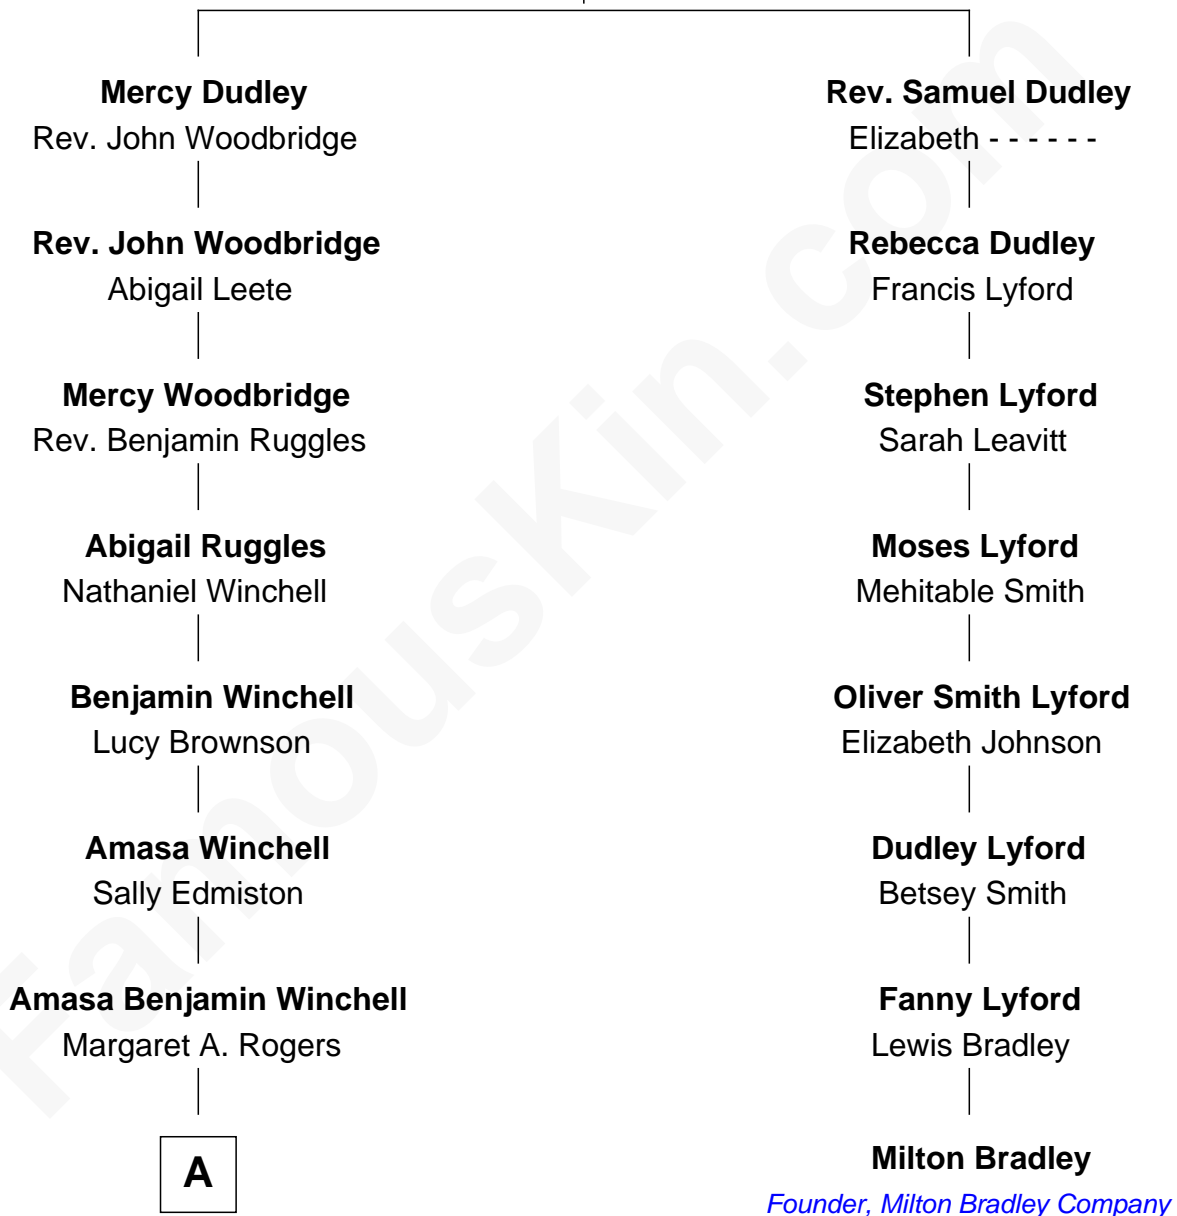 Mercy Dudley
Rev. John Woodbridge
Rev. John Woodbridge
Abigail Leete
Mercy Woodbridge
Rev. Benjamin Ruggles
Abigail Ruggles
Nathaniel Winchell
Benjamin Winchell
Lucy Brownson
Amasa Winchell
Sally Edmiston
Amasa Benjamin Winchell
Margaret A. Rogers
A
Rev. Samuel Dudley
Elizabeth - - - - - -
Rebecca Dudley
Francis Lyford
Stephen Lyford
Sarah Leavitt
Moses Lyford
Mehitable Smith
Oliver Smith Lyford
Elizabeth Johnson
Dudley Lyford
Betsey Smith
Fanny Lyford
Lewis Bradley
Milton Bradley
Founder, Milton Bradley Company
FamousKin.com